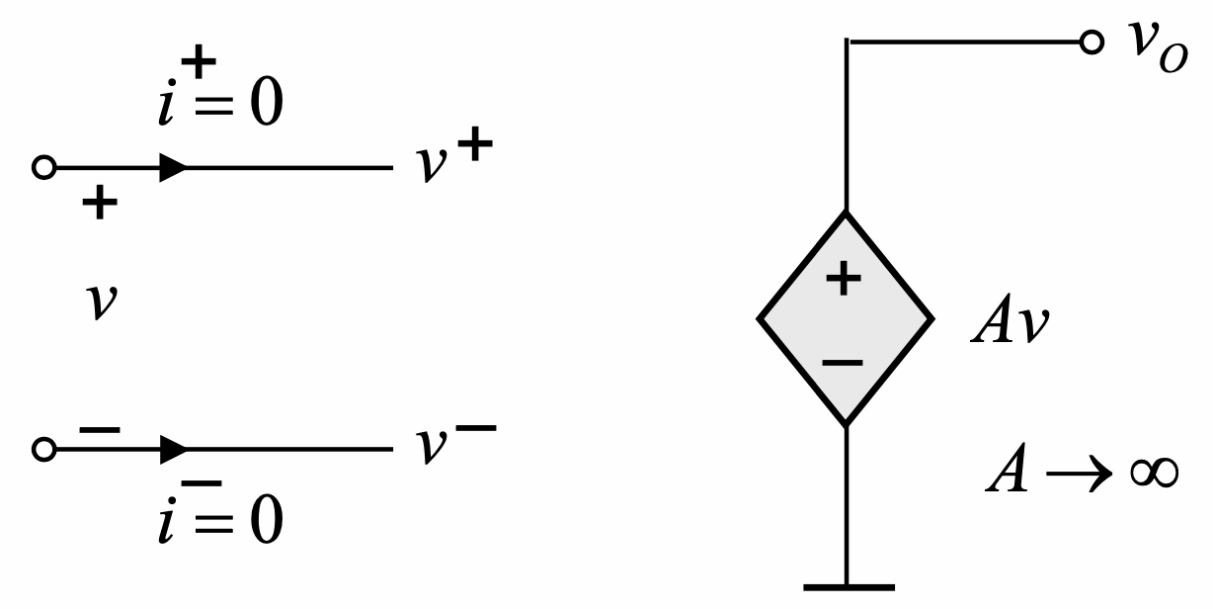 i⁺ = 0
v⁺
+
v
−
v⁻
i⁻ = 0
v_O
+
−
Av
A → ∞